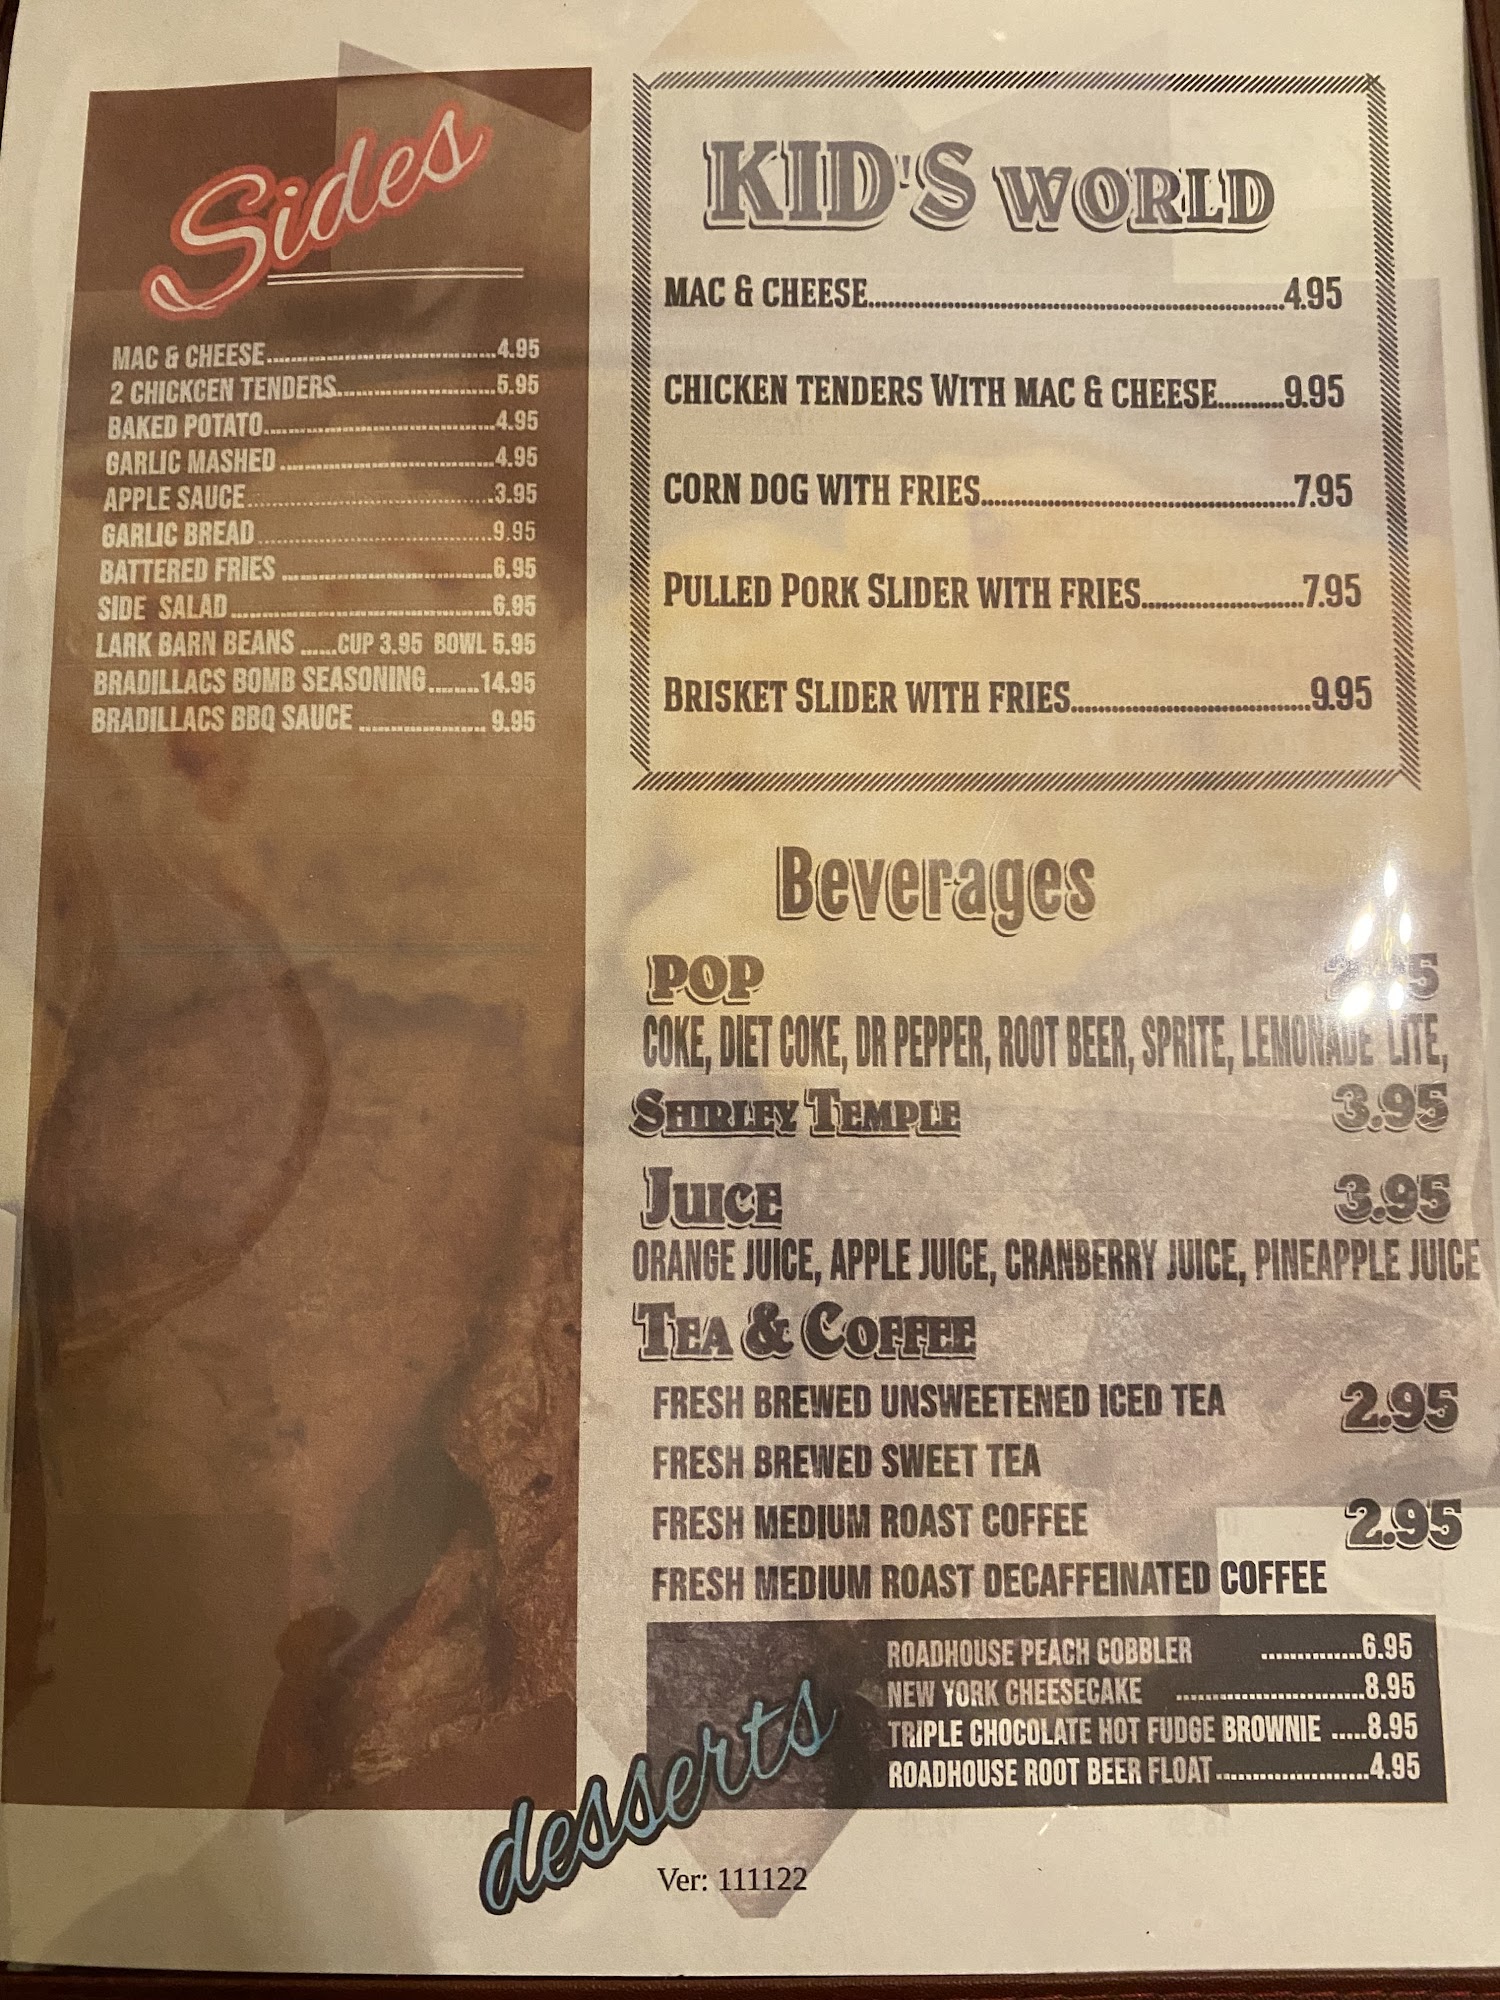 Sides
MAC & CHEESE.......................................4.95
2 CHICKCEN TENDERS...........................5.95
BAKED POTATO.......................................4.95
GARLIC MASHED....................................4.95
APPLE SAUCE..........................................3.95
GARLIC BREAD........................................9.95
BATTERED FRIES....................................6.95
SIDE SALAD.............................................6.95
LARK BARN BEANS ......CUP 3.95 BOWL 5.95
BRADILLACS BOMB SEASONING........14.95
BRADILLACS BBQ SAUCE ..................... 9.95
KID'S WORLD
MAC & CHEESE................................................................4.95
CHICKEN TENDERS WITH MAC & CHEESE..........9.95
CORN DOG WITH FRIES................................................7.95
PULLED PORK SLIDER WITH FRIES.........................7.95
BRISKET SLIDER WITH FRIES.....................................9.95
Beverages
POP
COKE, DIET COKE, DR PEPPER, ROOT BEER, SPRITE, LEMONADE LITE,
SHIRLEY TEMPLE 3.95
JUICE 3.95
ORANGE JUICE, APPLE JUICE, CRANBERRY JUICE, PINEAPPLE JUICE
TEA & COFFEE
FRESH BREWED UNSWEETENED ICED TEA 2.95
FRESH BREWED SWEET TEA
FRESH MEDIUM ROAST COFFEE 2.95
FRESH MEDIUM ROAST DECAFFEINATED COFFEE
desserts
ROADHOUSE PEACH COBBLER ...............6.95
NEW YORK CHEESECAKE ............................8.95
TRIPLE CHOCOLATE HOT FUDGE BROWNIE .....8.95
ROADHOUSE ROOT BEER FLOAT.......................4.95
Ver: 111122